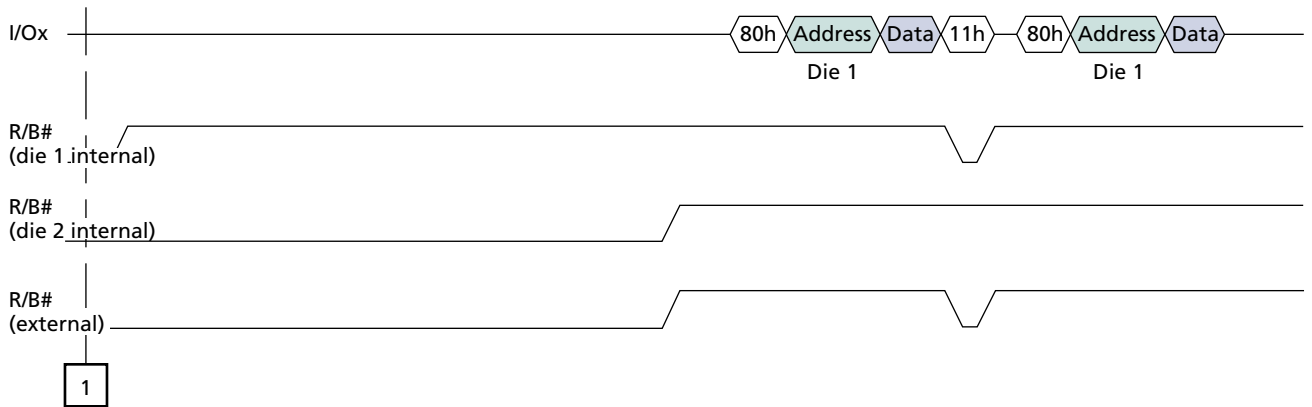 I/Ox
80h Address Data 11h 80h Address Data
Die 1 Die 1
R/B#
(die 1 internal)
R/B#
(die 2 internal)
R/B#
(external)
1